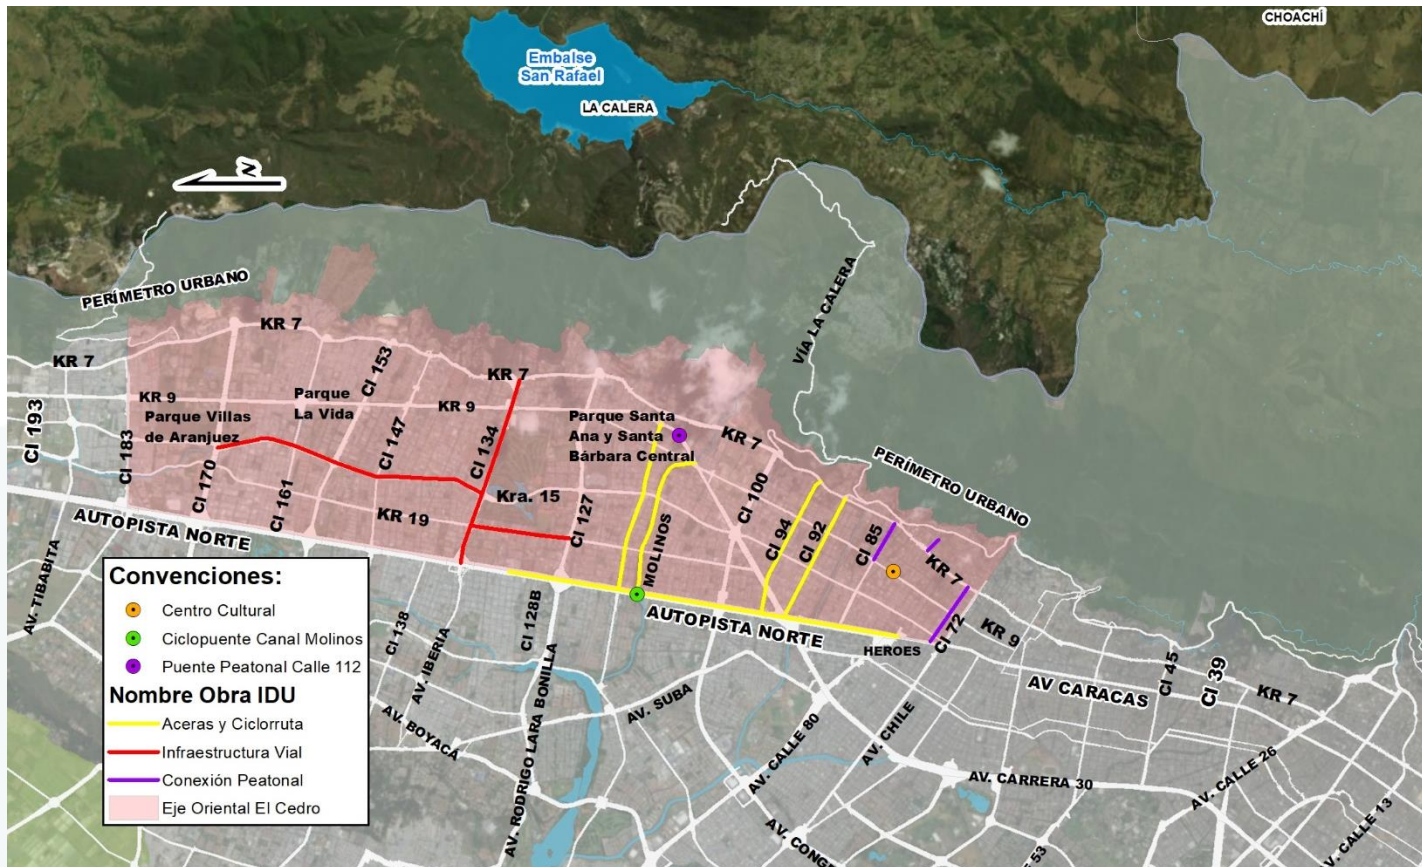 CHOACHÍ
Embalse
San Rafael
LA CALERA
N
PERÍMETRO URBANO
VÍA LA CALERA
KR 7
KR 7
KR 7
Cl 153
KR 9
Parque Villas
de Aranjuez
Parque
La Vida
KR 9
Cl 193
Cl 183
Cl 170
Cl 161
Cl 147
Cl 134
KR 19
Kra. 15
Cl 127
Parque Santa
Ana y Santa
Bárbara Central
KR 7
MOLINOS
Cl 100
Cl 94
Cl 92
Cl 85
PERÍMETRO URBANO
KR 7
Cl 72
KR 9
AUTOPISTA NORTE
AUTOPISTA NORTE
HEROES
AV CARACAS
Cl 45
Cl 39
KR 7
AV. TIBABITA
Cl 138
AV. IBERIA
Cl 128B
AV. BOYACÁ
AV. RODRIGO LARA BONILLA
AV. SUBA
AV. CALLE 80
AV. CHILE
AV. CARRERA 30
AV. CALLE 26
AV. CALLE 13
AV. CONGR
53
Convenciones:
Centro Cultural
Ciclopuente Canal Molinos
Puente Peatonal Calle 112
Nombre Obra IDU
Aceras y Ciclorruta
Infraestructura Vial
Conexión Peatonal
Eje Oriental El Cedro